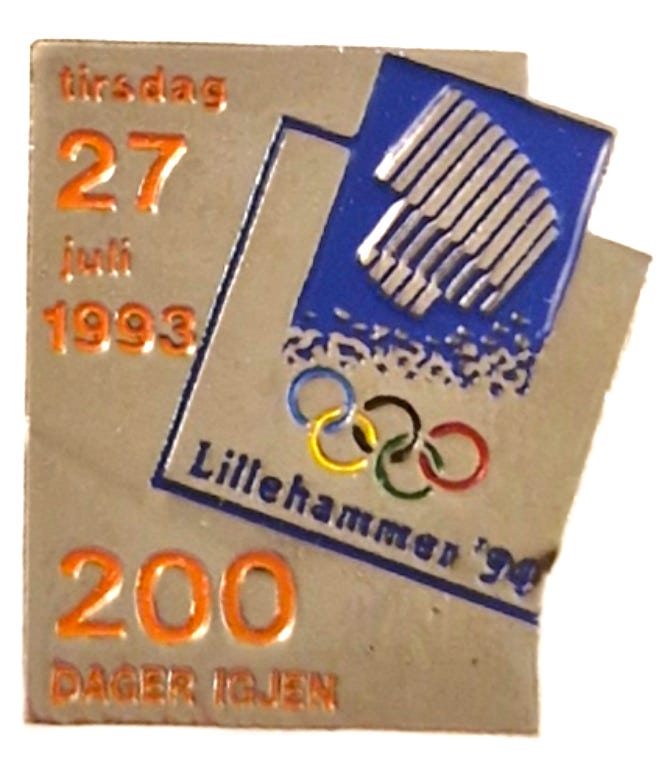 tirsdag
27
juli
1993
Lillehammer '94
200
DAGER IGJEN